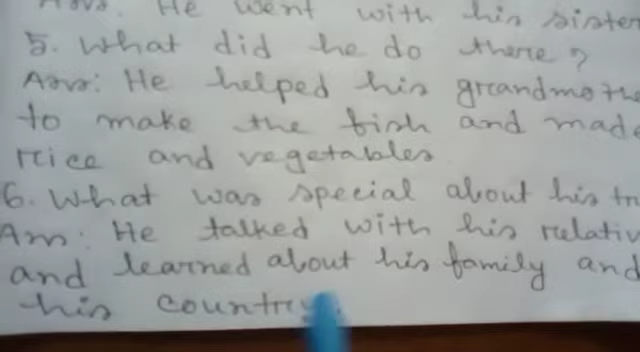 Ans. He went with his sister
5. What did he do there?
Ans: He helped his grandmothe
to make the fish and made
rice and vegetables
6. What was special about his tr
Ans: He talked with his relativ
and learned about his family and
his country